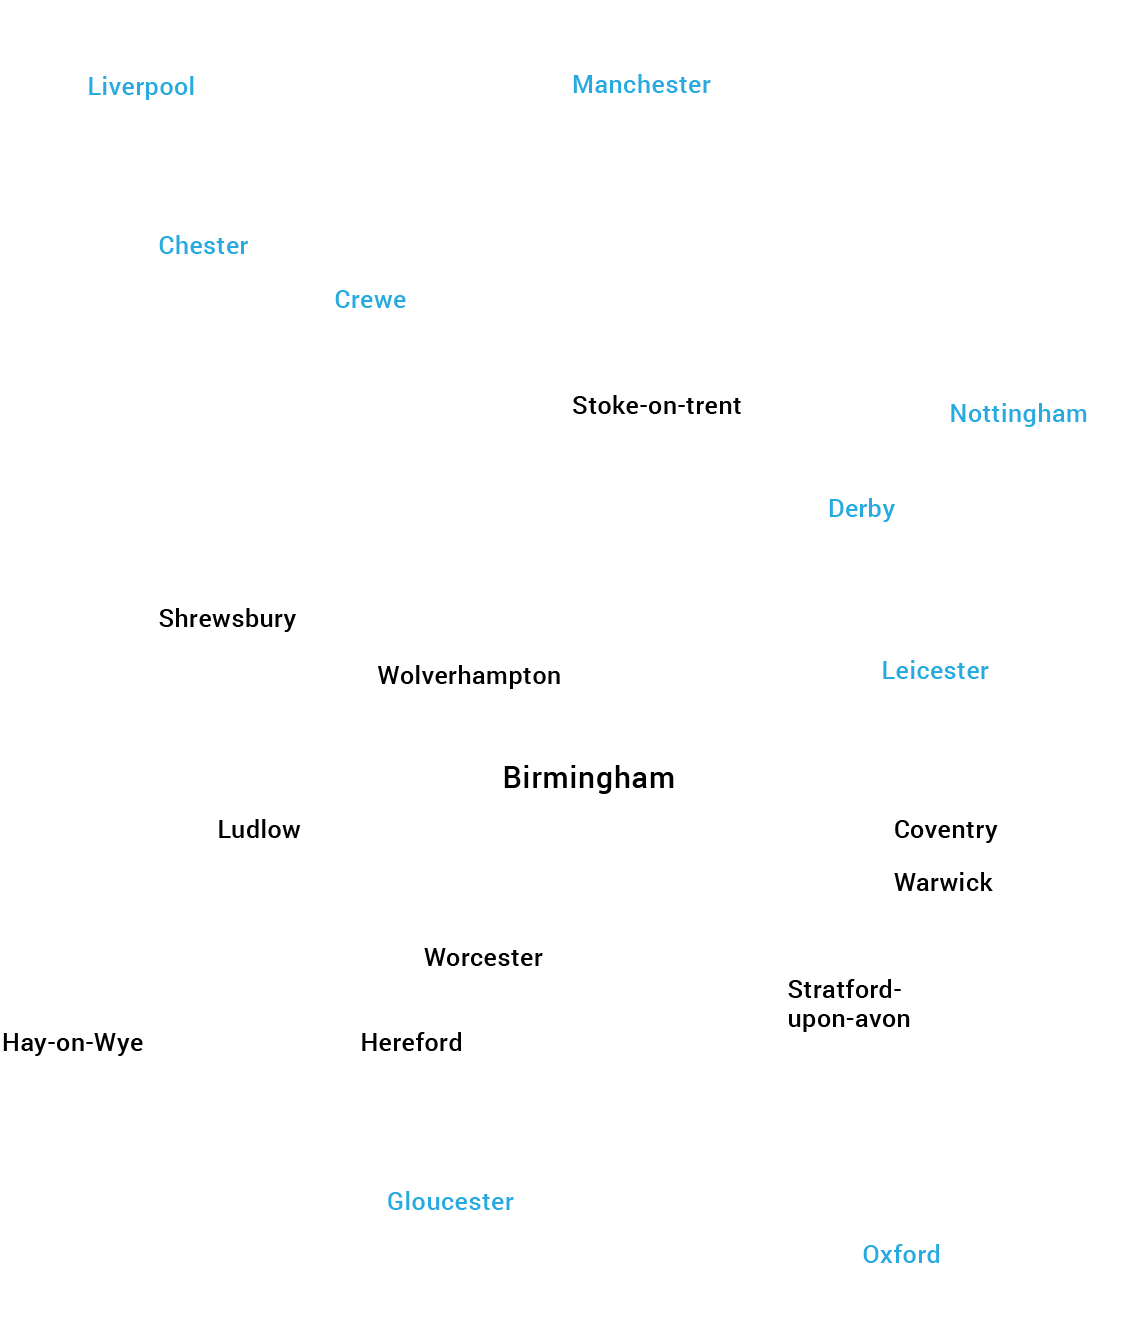 Liverpool
Manchester
Chester
Crewe
Stoke-on-trent
Nottingham
Derby
Shrewsbury
Wolverhampton
Leicester
Birmingham
Ludlow
Coventry
Warwick
Worcester
Stratford-
upon-avon
Hay-on-Wye
Hereford
Gloucester
Oxford